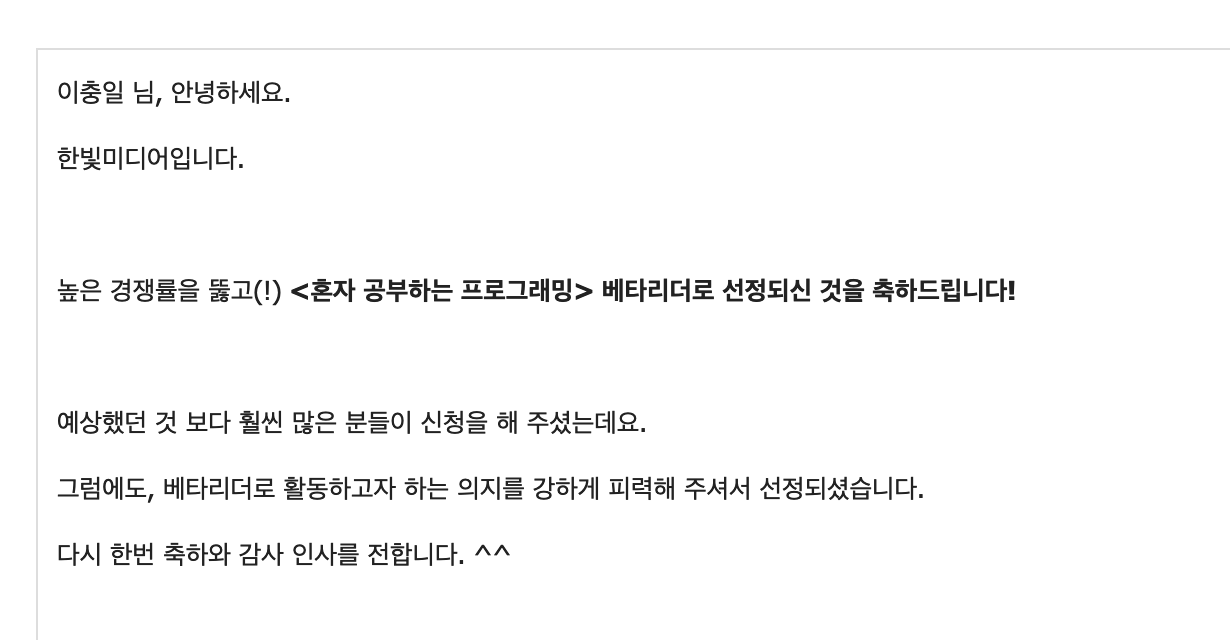 이충일 님, 안녕하세요.
한빛미디어입니다.
높은 경쟁률을 뚫고(!) <혼자 공부하는 프로그래밍> 베타리더로 선정되신 것을 축하드립니다!
예상했던 것 보다 훨씬 많은 분들이 신청을 해 주셨는데요.
그럼에도, 베타리더로 활동하고자 하는 의지를 강하게 피력해 주셔서 선정되셨습니다.
다시 한번 축하와 감사 인사를 전합니다. ^^